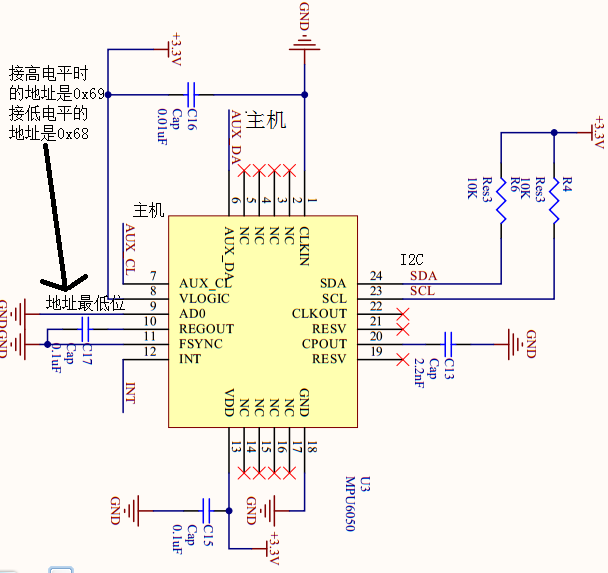 GND
+3.3V
接高电平时
的地址是0x69
接低电平的
地址是0x68
C16
Cap
0.01uF
AUX_DA
主机
+3.3V
R4
Res3
10K
R6
Res3
10K
主机
AUX_CL
6
5
4
3
2
1
AUX_DA
NC
NC
NC
NC
CLKIN
I2C
7
AUX_CL
SDA
24
SDA
8
VLOGIC
SCL
23
SCL
地址最低位
9
AD0
CLKOUT
22
10
REGOUT
RESV
21
11
FSYNC
CPOUT
20
12
INT
RESV
19
GND
GND
C17
Cap
0.1uF
GND
C13
Cap
2.2nF
INT
VDD
NC
NC
NC
NC
GND
13
14
15
16
17
18
U3
MPU6050
GND
C15
Cap
0.1uF
GND
+3.3V